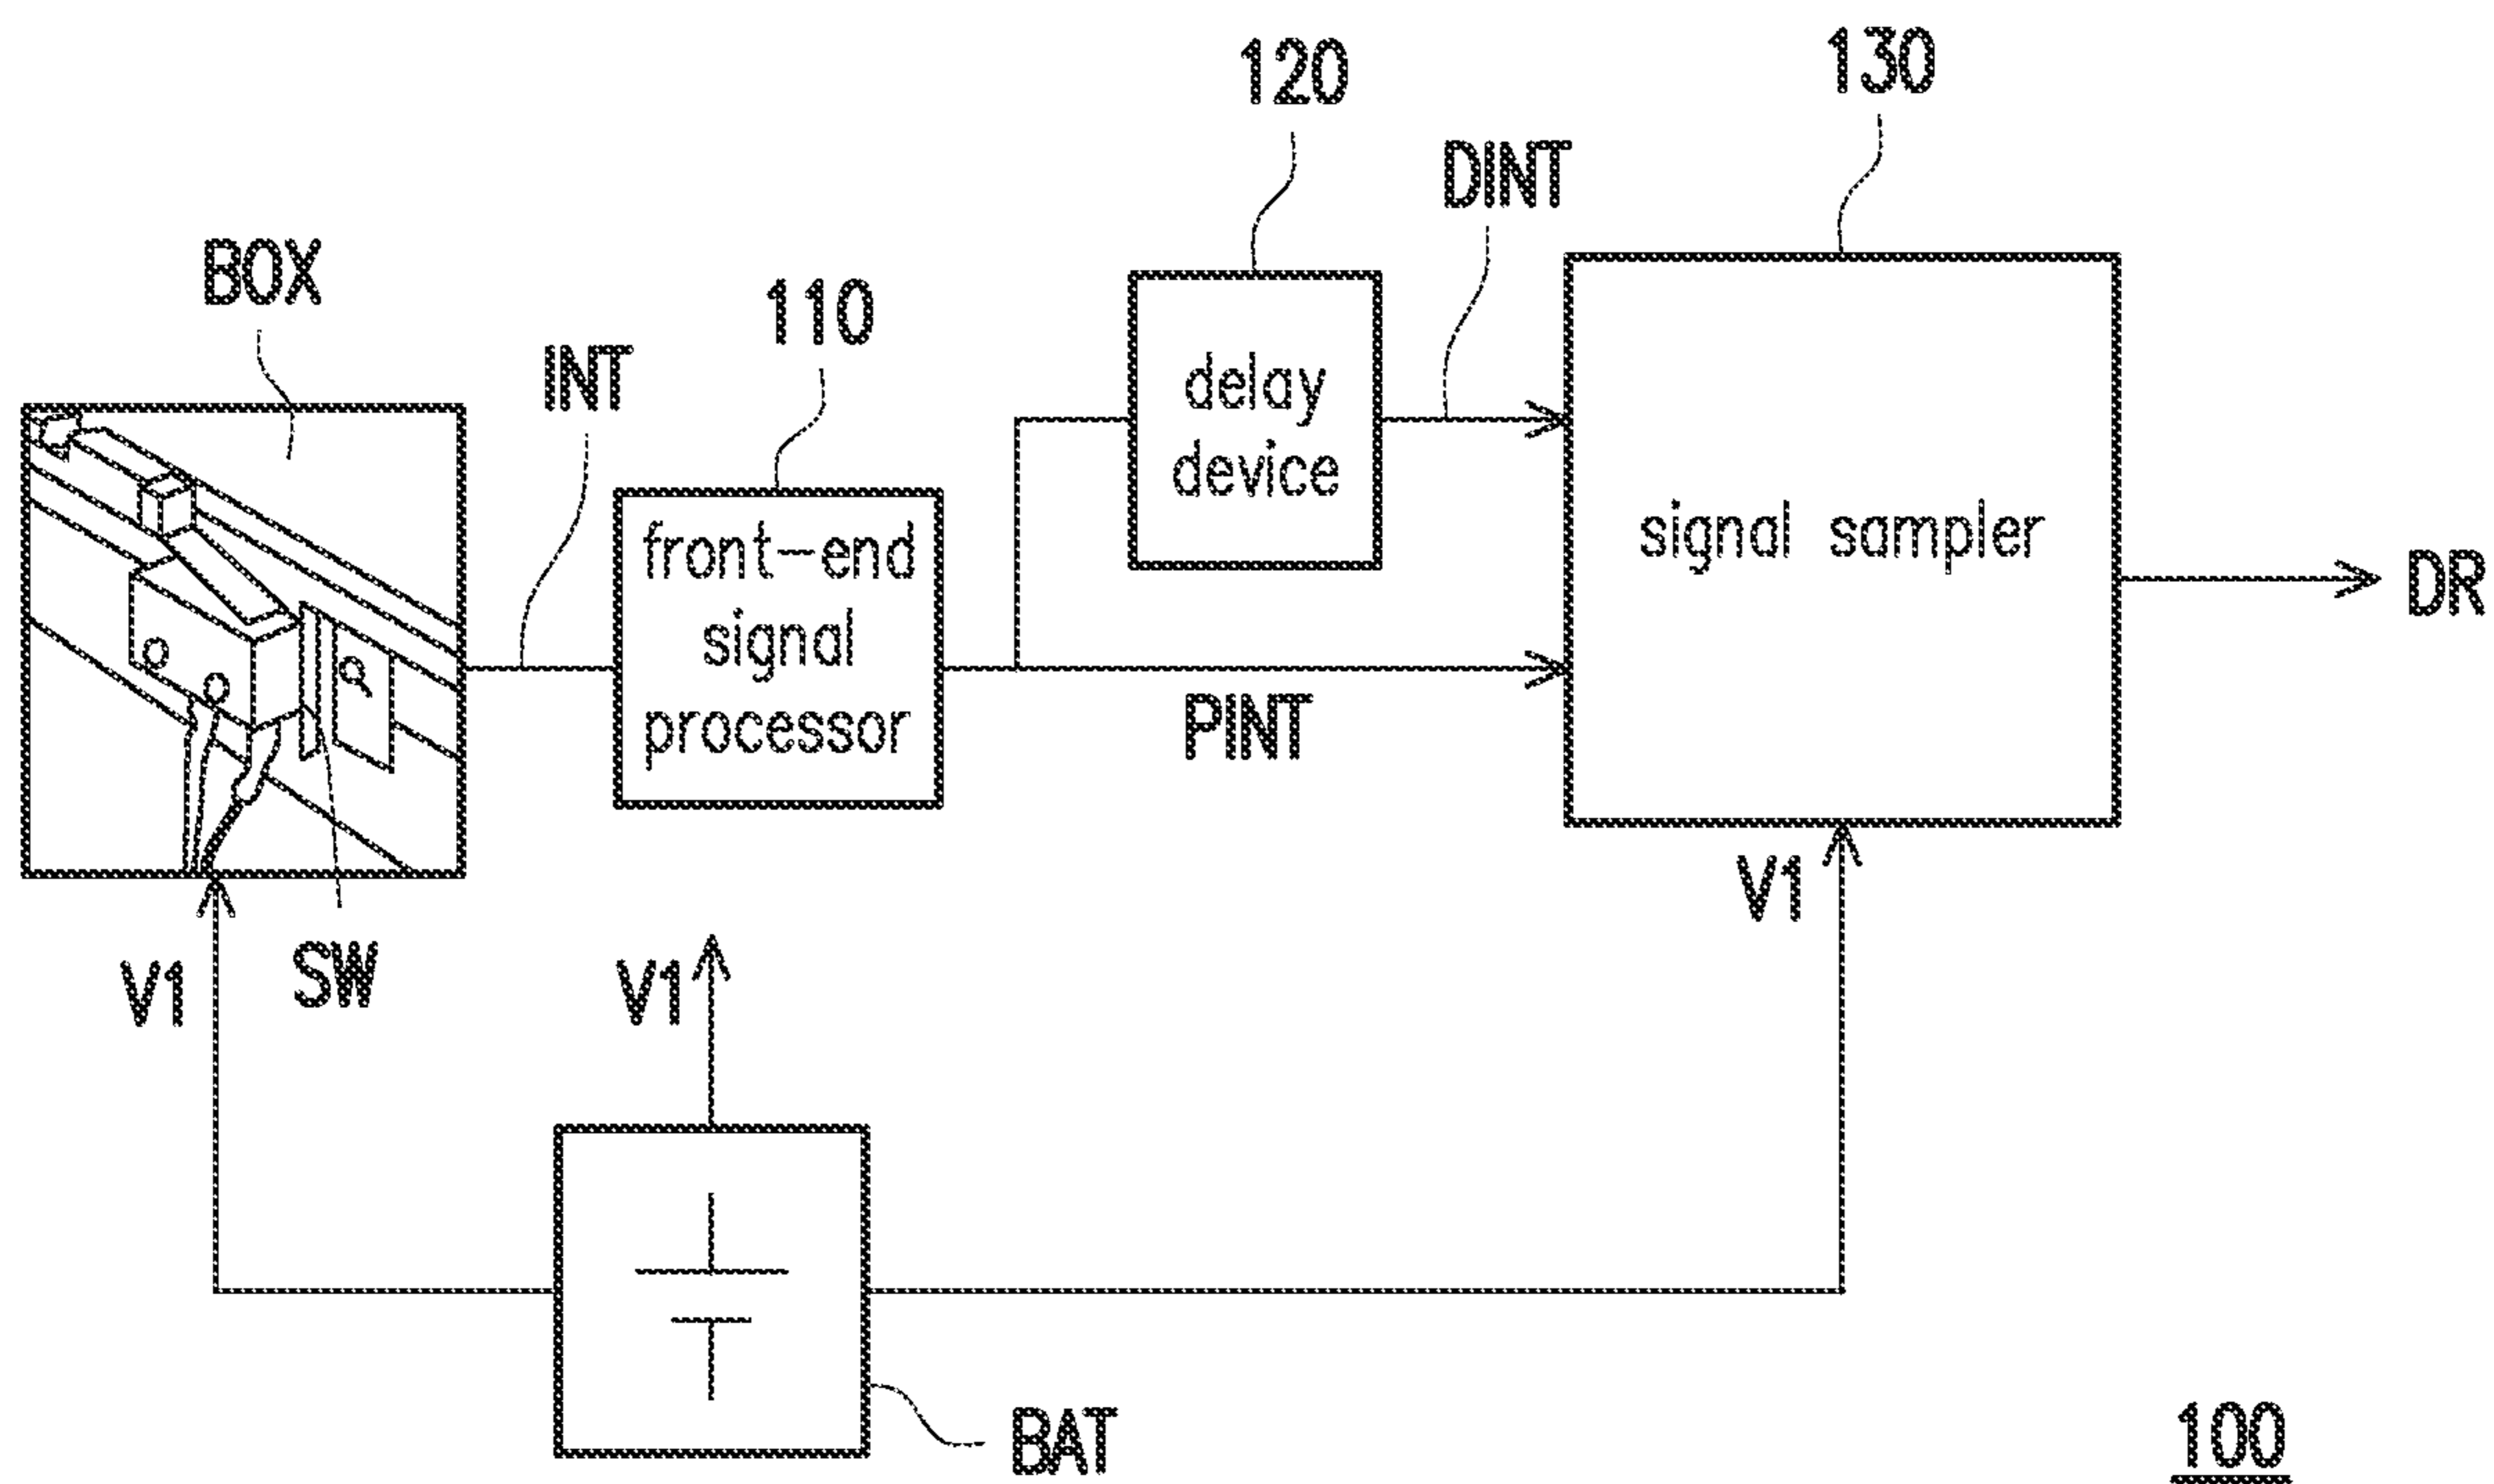 120
130
DINT
BOX
110
INT
delay
device
front-end
signal
processor
signal sampler
DR
PINT
V1
SW
V1
V1
BAT
100